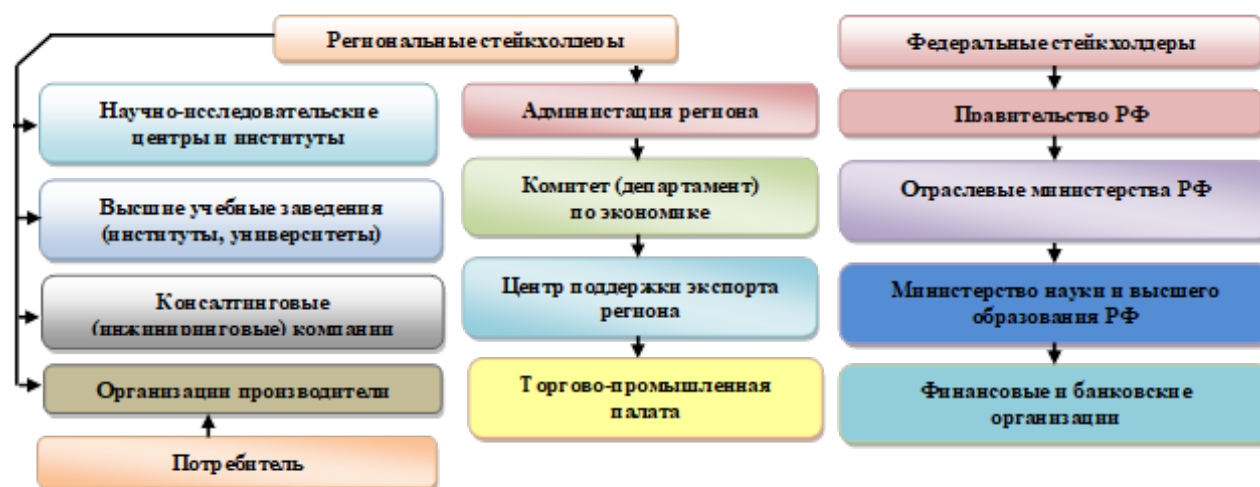 Региональные стейкхолдеры
Научно-исследовательские
центры и институты
Высшие учебные заведения
(институты, университеты)
Консалтинговые
(инжиниринговые) компании
Организации производители
Потребитель
Администация региона
Комитет (департамент)
по экономике
Центр поддержки экспорта
региона
Торгово-промышленная
палата
Федеральные стейкхолдеры
Правительство РФ
Отраслевые министерства РФ
Министерство науки и высшего
образования РФ
Финансовые и банковские
организации